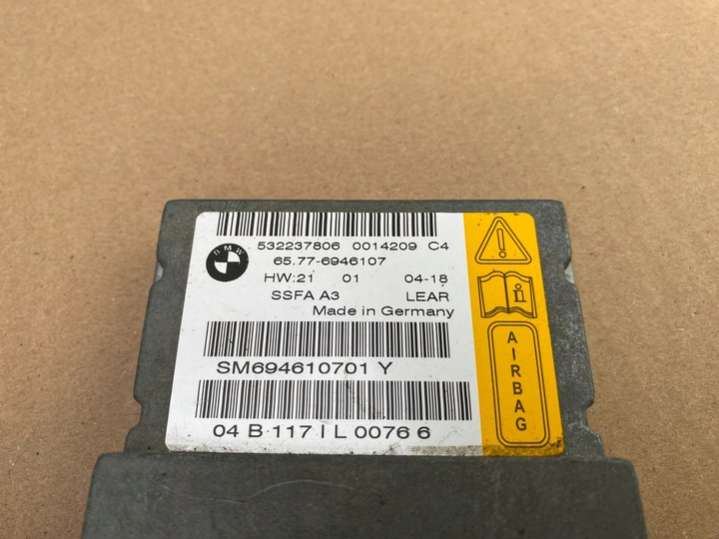 BMW
532237806 0014209 C4
65.77-6946107
HW:21 01 04-18
SSFA A3 LEAR
Made in Germany
SM694610701 Y
04 B 117 I L 0076 6
AIRBAG